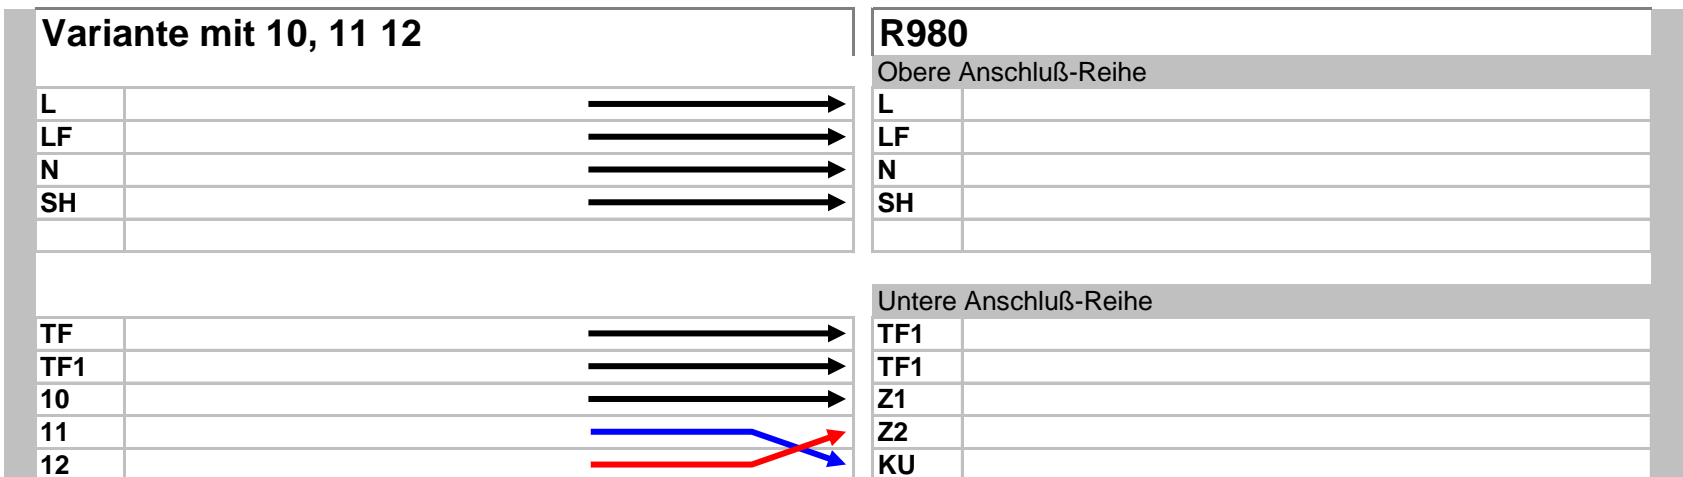 Variante mit 10, 11 12 R980
Obere Anschluß-Reihe
L L
LF LF
N N
SH SH
Untere Anschluß-Reihe
TF TF1
TF1 TF1
10 Z1
11 Z2
12 KU